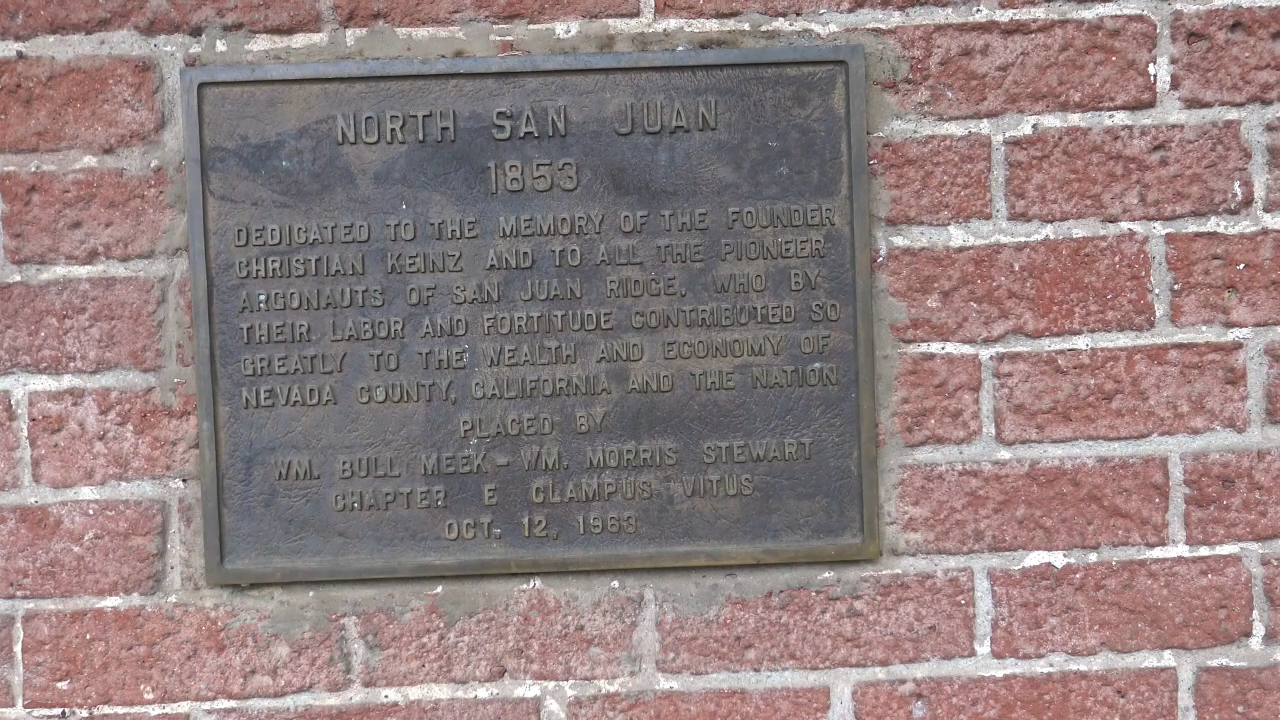 NORTH SAN JUAN
1853
DEDICATED TO THE MEMORY OF THE FOUNDER
CHRISTIAN KEINZ AND TO ALL THE PIONEER
ARGONAUTS OF SAN JUAN RIDGE, WHO BY
THEIR LABOR AND FORTITUDE CONTRIBUTED SO
GREATLY TO THE WEALTH AND ECONOMY OF
NEVADA COUNTY, CALIFORNIA AND THE NATION
PLACED BY
WM. BULL MEEK - WM. MORRIS STEWART
CHAPTER E CLAMPUS VITUS
OCT. 12, 1963